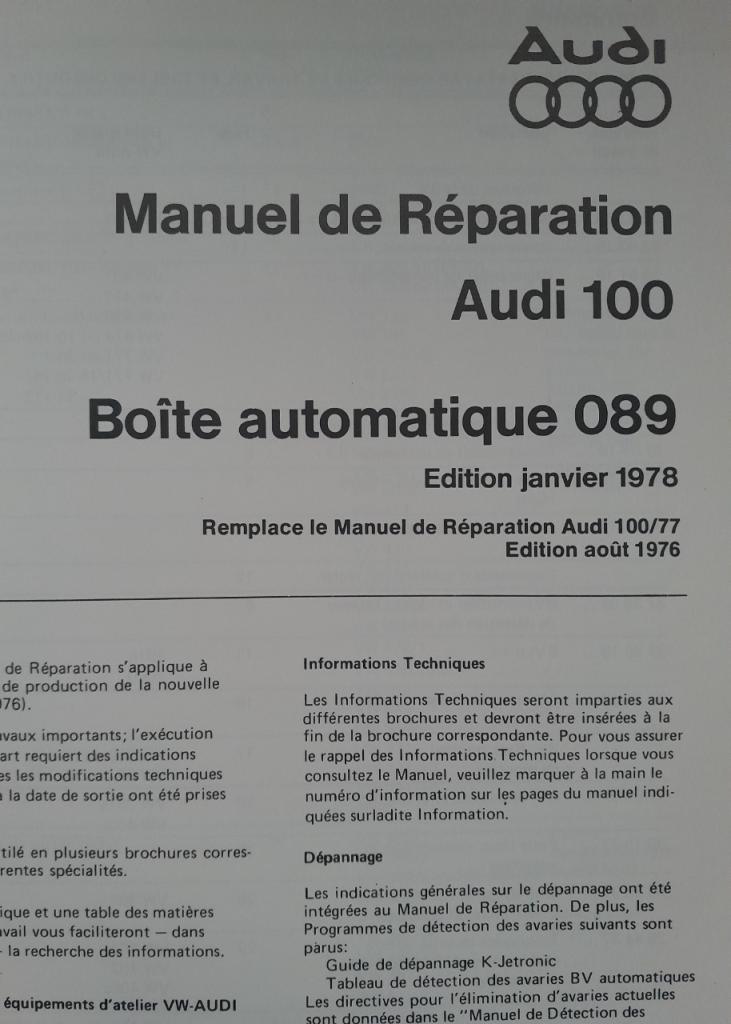 Audi
Manuel de Réparation
Audi 100
Boîte automatique 089
Edition janvier 1978
Remplace le Manuel de Réparation Audi 100/77
Edition août 1976
de Réparation s'applique à
de production de la nouvelle
976).
avaux importants; l'exécution
art requiert des indications
es les modifications techniques
à la date de sortie ont été prises
tilé en plusieurs brochures corres-
rentes spécialités.
ique et une table des matières
avail vous faciliteront — dans
- la recherche des informations.
équipements d'atelier VW-AUDI
Informations Techniques
Les Informations Techniques seront imparties aux
différentes brochures et devront être insérées à la
fin de la brochure correspondante. Pour vous assurer
le rappel des Informations Techniques lorsque vous
consultez le Manuel, veuillez marquer à la main le
numéro d'information sur les pages du manuel indi-
quées surladite Information.
Dépannage
Les indications générales sur le dépannage ont été
intégrées au Manuel de Réparation. De plus, les
Programmes de détection des avaries suivants sont
parus:
Guide de dépannage K-Jetronic
Tableau de détection des avaries BV automatiques
Les directives pour l'élimination d'avaries actuelles
sont données dans le "Manuel de Détection des